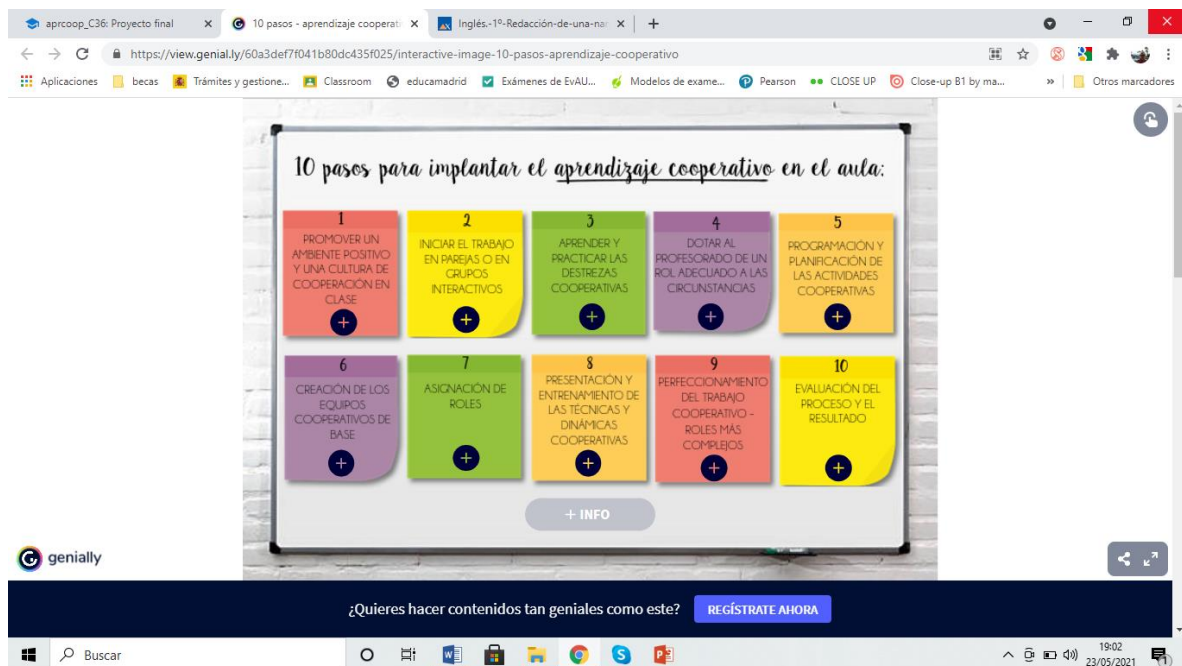 aprcoop_C36: Proyecto final
10 pasos - aprendizaje coopera
Inglés.-1º-Redacción-de-una-na
https://view.genial.ly/60a3def7f041b80dc435f025/interactive-image-10-pasos-aprendizaje-cooperativo
Aplicaciones
becas
Trámites y gestione...
Classroom
educamadrid
Exámenes de EvAU...
Modelos de exame...
Pearson
CLOSE UP
Close-up B1 by ma...
»
Otros marcadores
10 pasos para implantar el aprendizaje cooperativo en el aula:
1
PROMOVER UN
AMBIENTE POSITIVO
Y UNA CULTURA DE
COOPERACIÓN EN
CLASE
+
2
INICIAR EL TRABAJO
EN PAREJAS O EN
GRUPOS
INTERACTIVOS
+
3
APRENDER Y
PRACTICAR LAS
DESTREZAS
COOPERATIVAS
+
4
DOTAR AL
PROFESORADO DE UN
ROL ADECUADO A LAS
CIRCUNSTANCIAS
+
5
PROGRAMACIÓN Y
PLANIFICACIÓN DE
LAS ACTIVIDADES
COOPERATIVAS
+
6
CREACIÓN DE LOS
EQUIPOS
COOPERATIVOS DE
BASE
+
7
ASIGNACIÓN DE
ROLES
+
8
PRESENTACIÓN Y
ENTRENAMIENTO DE
LAS TÉCNICAS Y
DINÁMICAS
COOPERATIVAS
+
9
PERFECCIONAMIENTO
DEL TRABAJO
COOPERATIVO -
ROLES MÁS
COMPLEJOS
+
10
EVALUACIÓN DEL
PROCESO Y EL
RESULTADO
+
+ INFO
genially
¿Quieres hacer contenidos tan geniales como este?
REGÍSTRATE AHORA
Buscar
19:02
23/05/2021